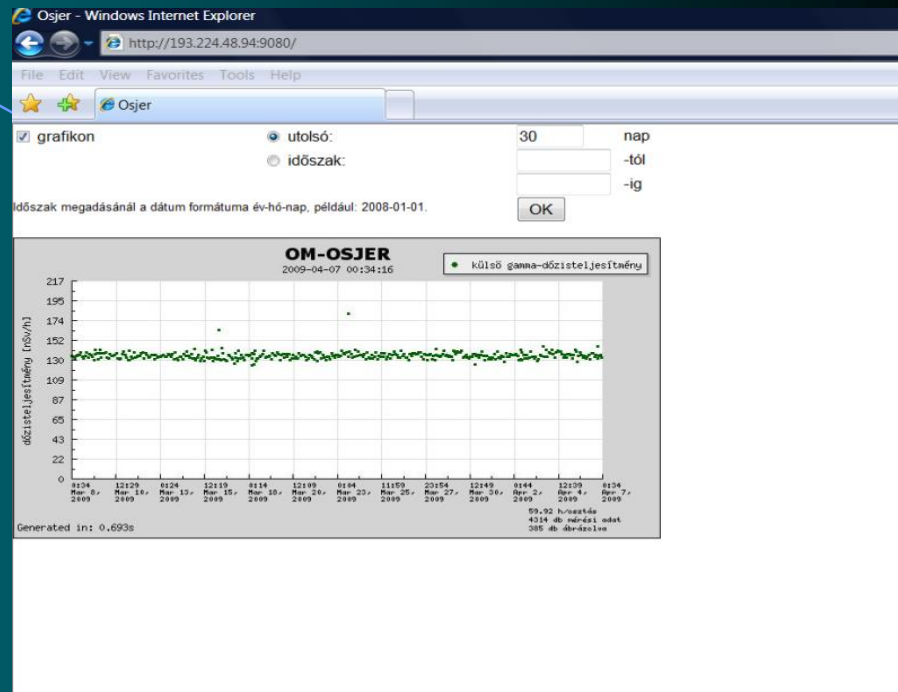 Osjer - Windows Internet Explorer
http://193.224.48.94:9080/
File Edit View Favorites Tools Help
Osjer
grafikon utolsó: 30 nap
időszak: -tól
-ig
Időszak megadásánál a dátum formátuma év-hó-nap, például: 2008-01-01. OK
OM-OSJER
2009-04-07 00:34:16
külsö gamma-dózisteljesítmény
dózisteljesítmény [nSv/h]
217
195
174
152
130
109
87
65
43
22
0
0:34 12:29 0:24 12:19 0:14 12:09 0:04 11:59 23:54 12:49 0:44 12:39 0:34
Mar 8, Mar 10, Mar 13, Mar 15, Mar 18, Mar 20, Mar 23, Mar 25, Mar 27, Mar 30, Apr 2, Apr 4, Apr 7,
2009 2009 2009 2009 2009 2009 2009 2009 2009 2009 2009 2009 2009
59.92 h/osztás
4314 db mérési adat
385 db ábrázolva
Generated in: 0.693s